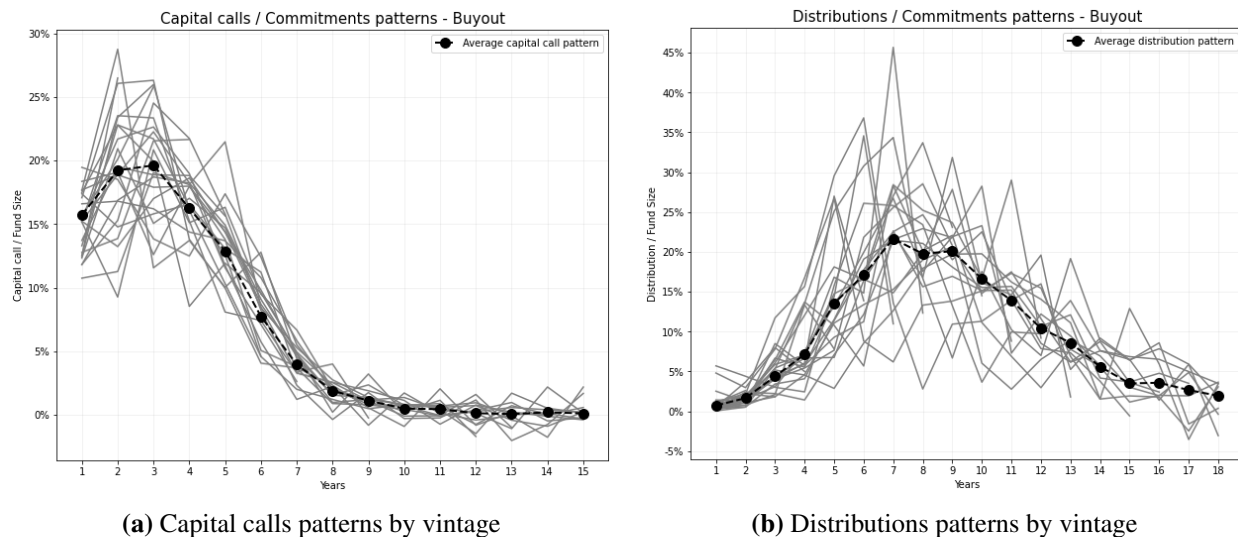 Capital calls / Commitments patterns - Buyout
Average capital call pattern
30%
25%
20%
15%
10%
5%
0%
Capital call / Fund Size
1 2 3 4 5 6 7 8 9 10 11 12 13 14 15
Years
(a) Capital calls patterns by vintage
Distributions / Commitments patterns - Buyout
Average distribution pattern
45%
40%
35%
30%
25%
20%
15%
10%
5%
0%
-5%
Distribution / Fund Size
1 2 3 4 5 6 7 8 9 10 11 12 13 14 15 16 17 18
Years
(b) Distributions patterns by vintage